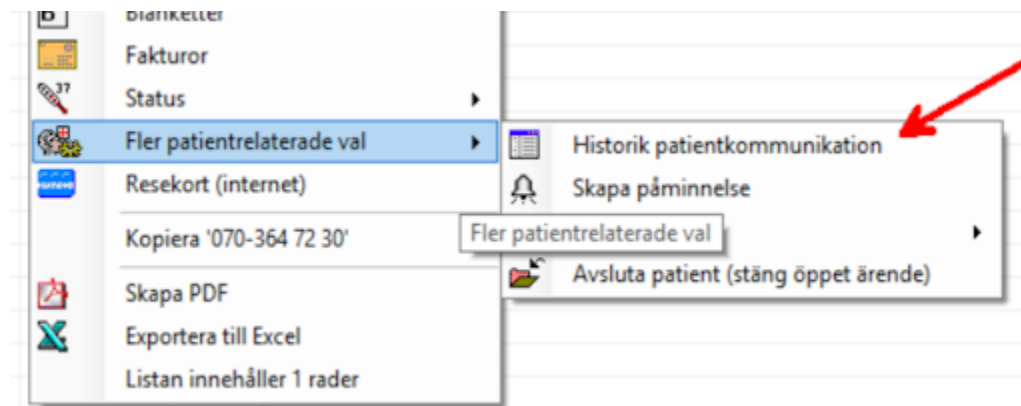 Blanketter
Fakturor
37
Status
Fler patientrelaterade val
Resekort (internet)
Kopiera '070-364 72 30'
Skapa PDF
Exportera till Excel
Listan innehåller 1 rader
Historik patientkommunikation
Skapa påminnelse
Fler patientrelaterade val
Avsluta patient (stäng öppet ärende)